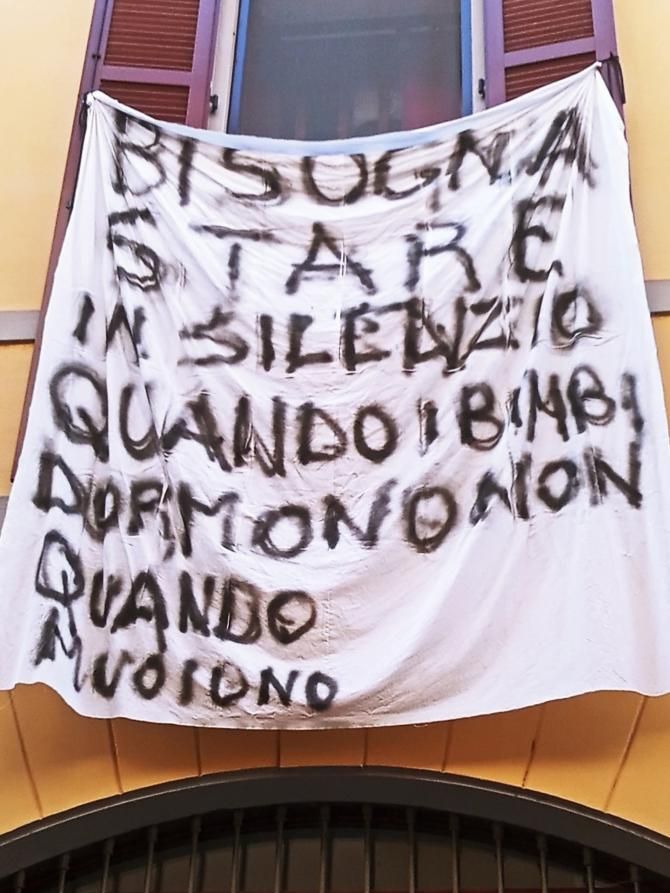 BISOGNA
STARE
IN SILENZIO
QUANDO I BIMBI
DORMONO NON
QUANDO
MUOIONO